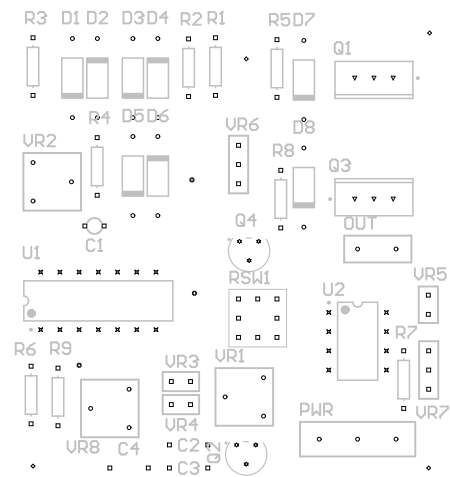 R3 D1 D2 D3 D4 R2 R1 R5 D7
Q1
R4 D5 D6 VR6 D8
VR2 R8
Q3
Q4 OUT
C1
U1 RSW1 VR5
U2
R7
R6 R9 VR3 VR1
PWR VR7
VR4
VR8 C4 C2 Q2
C3